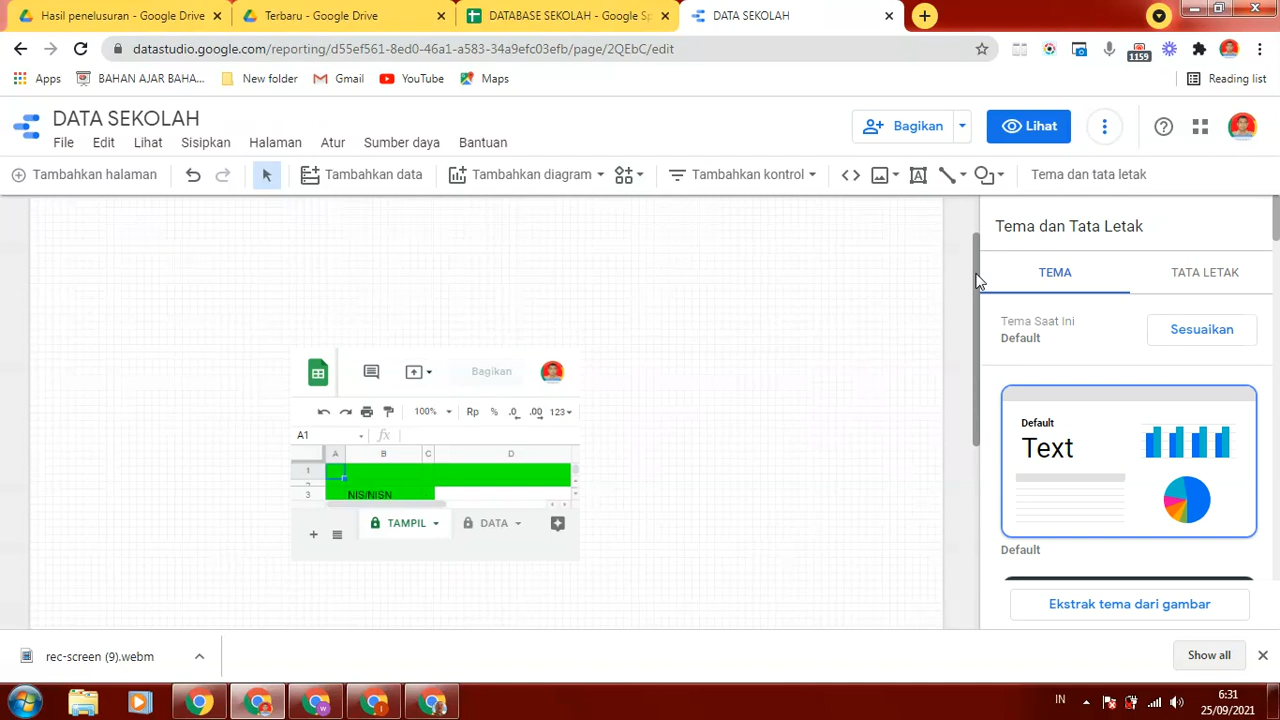 Hasil penelusuran - Google Drive
Terbaru - Google Drive
DATABASE SEKOLAH - Google Sp
DATA SEKOLAH
datastudio.google.com/reporting/d55ef561-8ed0-46a1-a583-34a9efc03efb/page/2QEbC/edit
1159
Apps
BAHAN AJAR BAHA...
New folder
Gmail
YouTube
Maps
Reading list
DATA SEKOLAH
File Edit Lihat Sisipkan Halaman Atur Sumber daya Bantuan
Bagikan
Lihat
Tambahkan halaman
Tambahkan data
Tambahkan diagram
Tambahkan kontrol
Tema dan tata letak
Tema dan Tata Letak
TEMA
TATA LETAK
Tema Saat Ini
Default
Sesuaikan
Default
Text
Default
Ekstrak tema dari gambar
Bagikan
100% Rp % .0 .00 123
A1 fx
A B C D
1
3 NIS/NISN
TAMPIL DATA
rec-screen (9).webm
Show all
IN
6:31
25/09/2021